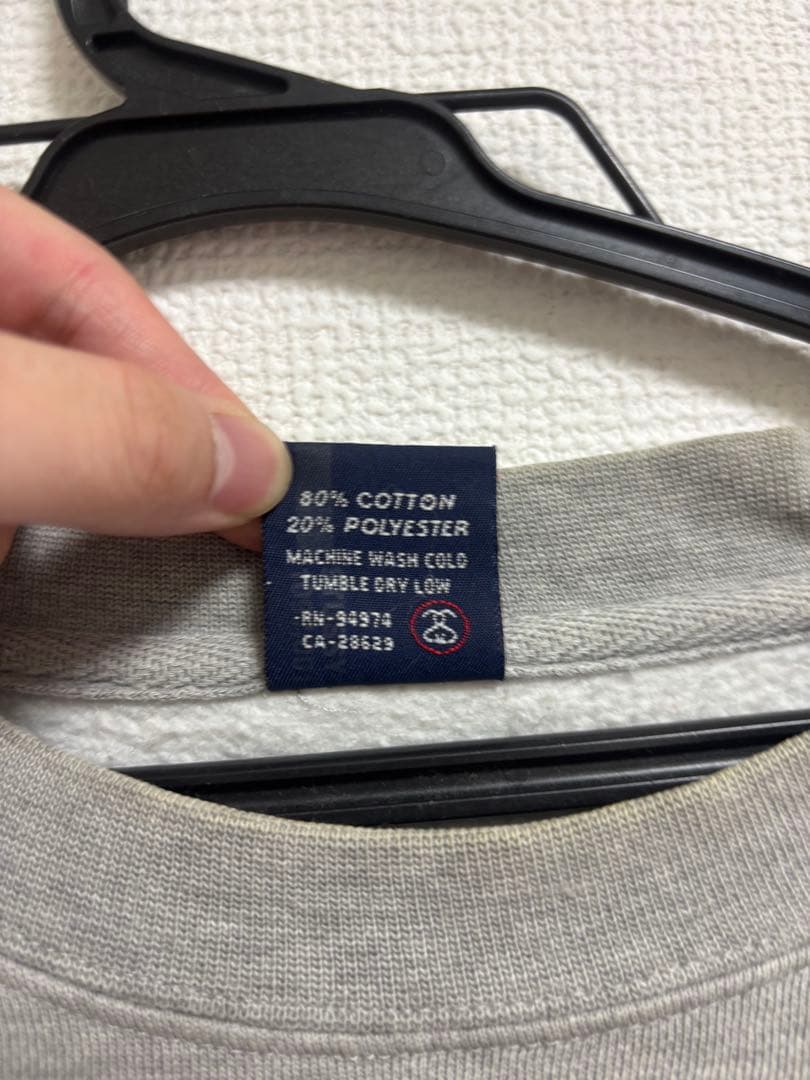 80% COTTON
20% POLYESTER
MACHINE WASH COLD
TUMBLE DRY LOW
-RN-94974
CA-28629